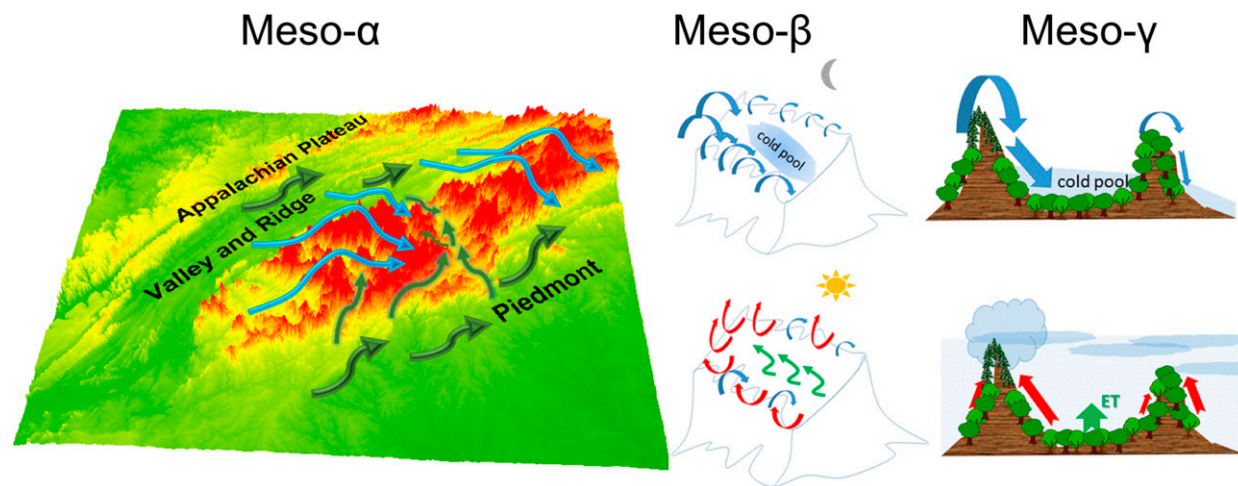 Meso-α
Meso-β
Meso-γ
Appalachian Plateau
Valley and Ridge
Piedmont
cold pool
cold pool
ET